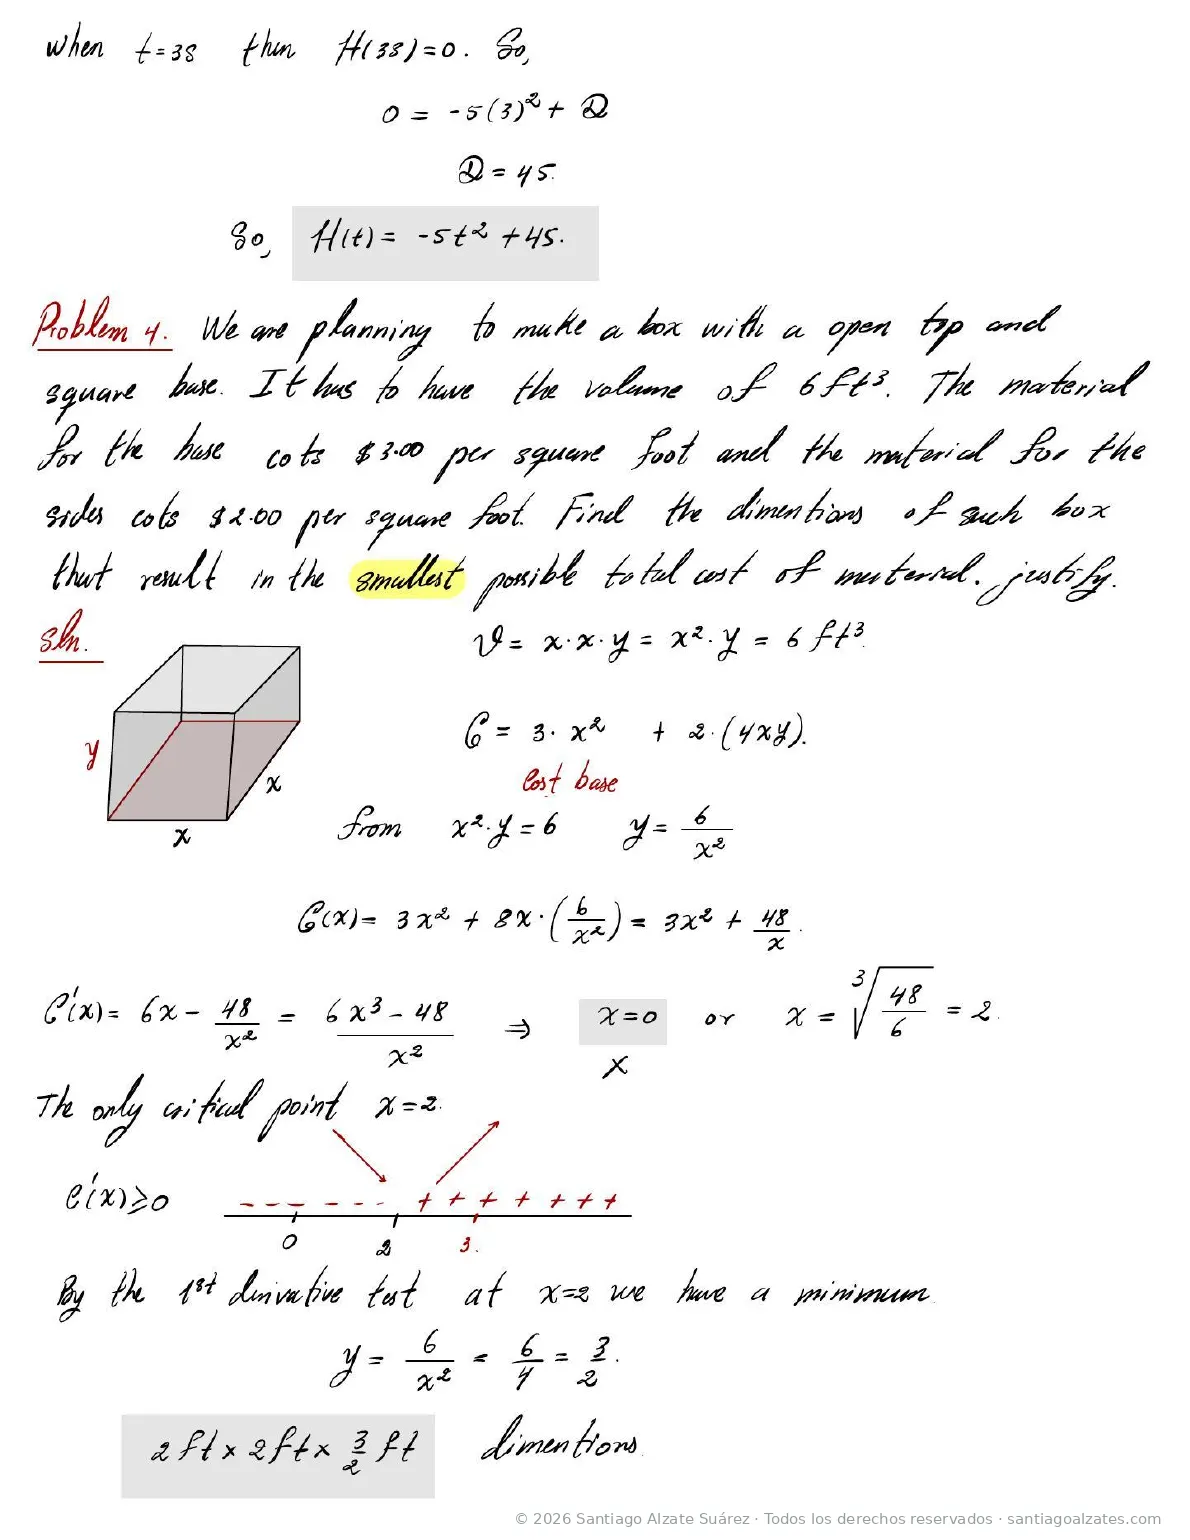 when t=38 then H(38)=0. So,
0 = -5(3)²+ D
D = 45.
So, H(t)= -5t² +45.
Problem 4. We are planning to make a box with a open top and
square base. It has to have the volume of 6 ft³. The material
for the base cots $3.00 per square foot and the material for the
sides cots $2.00 per square foot. Find the dimentions of such box
that result in the smallest possible total cost of material. justify.
Sln.
V = x·x·y = x²·y = 6 ft³.
C = 3·x² + 2·(4xy).
Cost base
y
x
x
from x²·y=6 y= 6/x²
C(x)= 3x² + 8x·(6/x²) = 3x² + 48/x.
C'(x)= 6x - 48/x² = (6x³ - 48)/x² ⇒ x=0 or x = ∛(48/6) = 2.
X
The only critical point x=2.
C'(x)≥0 - - - - - - + + + + + + +
0 2 3.
By the 1st derivative test at x=2 we have a minimum.
y = 6/x² = 6/4 = 3/2.
2 ft x 2 ft x 3/2 ft dimentions.
© 2026 Santiago Alzate Suárez · Todos los derechos reservados · santiagoalzates.com